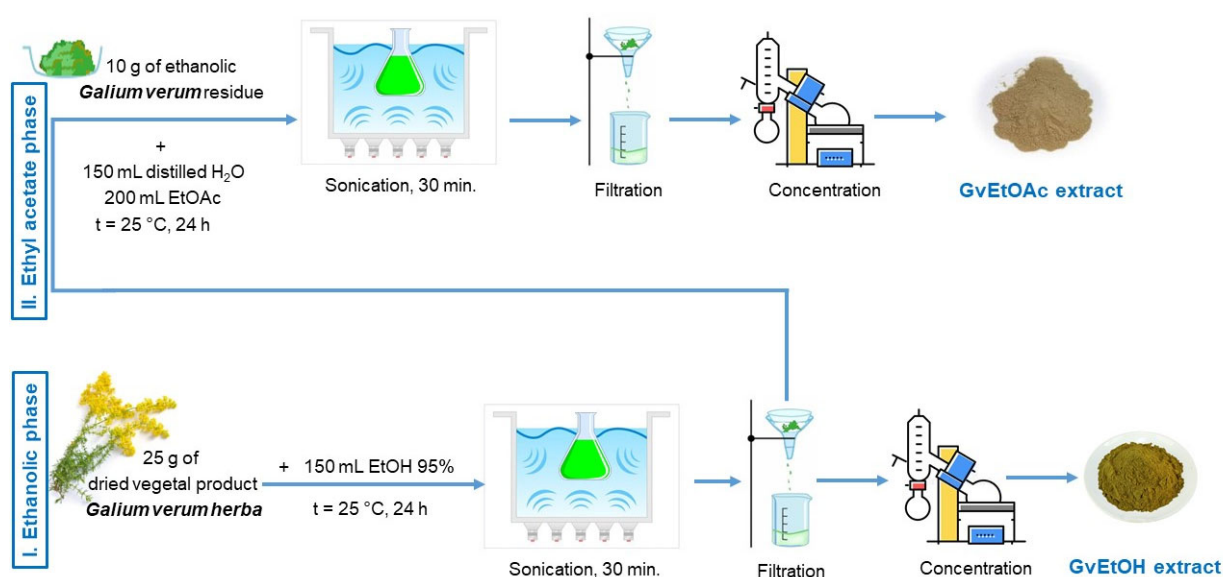 II. Ethyl acetate phase
10 g of ethanolic
Galium verum residue
+
150 mL distilled H₂O
200 mL EtOAc
t = 25 °C, 24 h
Sonication, 30 min.
Filtration
Concentration
GvEtOAc extract
I. Ethanolic phase
25 g of
dried vegetal product
Galium verum herba
+ 150 mL EtOH 95%
t = 25 °C, 24 h
Sonication, 30 min.
Filtration
Concentration
GvEtOH extract